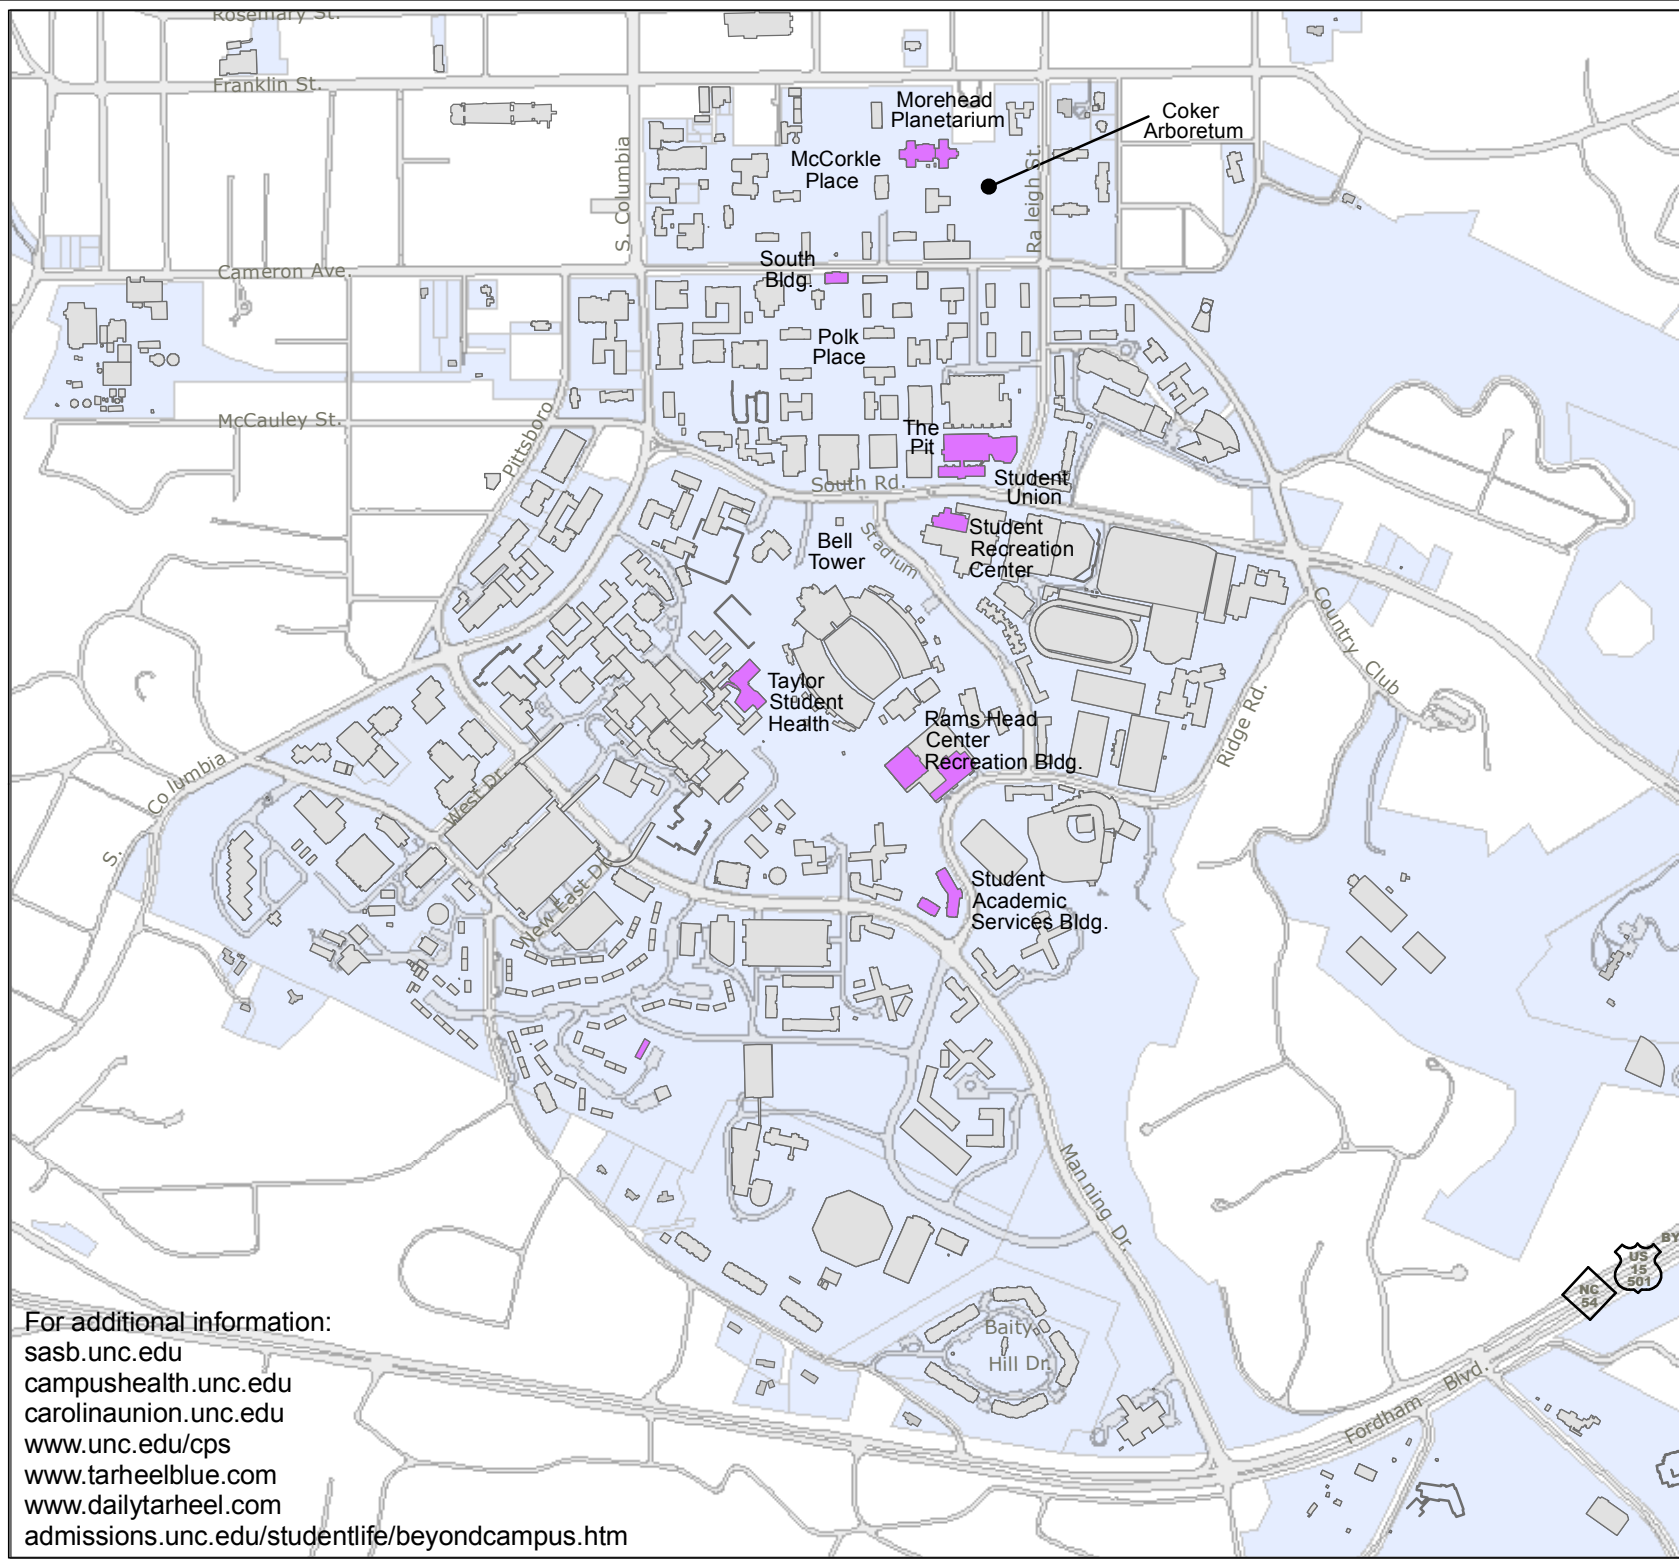 Rosemary St.
Franklin St.
Morehead
Planetarium
Coker
Arboretum
McCorkle
Place
S. Columbia
Raleigh St.
South
Bldg.
Cameron Ave.
Polk
Place
McCauley St.
Pittsboro
The
Pit
South Rd.
Student
Union
Bell
Tower
Stadium
Student
Recreation
Center
Country Club
Taylor
Student
Health
Rams Head
Center
Recreation Bldg.
Ridge Rd.
S. Columbia
West Dr.
New East Dr.
Student
Academic
Services Bldg.
Manning Dr.
US
15
501
BY
NC
54
Baity
Hill Dr.
Fordham Blvd.
For additional information:
sasb.unc.edu
campushealth.unc.edu
carolinaunion.unc.edu
www.unc.edu/cps
www.tarheelblue.com
www.dailytarheel.com
admissions.unc.edu/studentlife/beyondcampus.htm